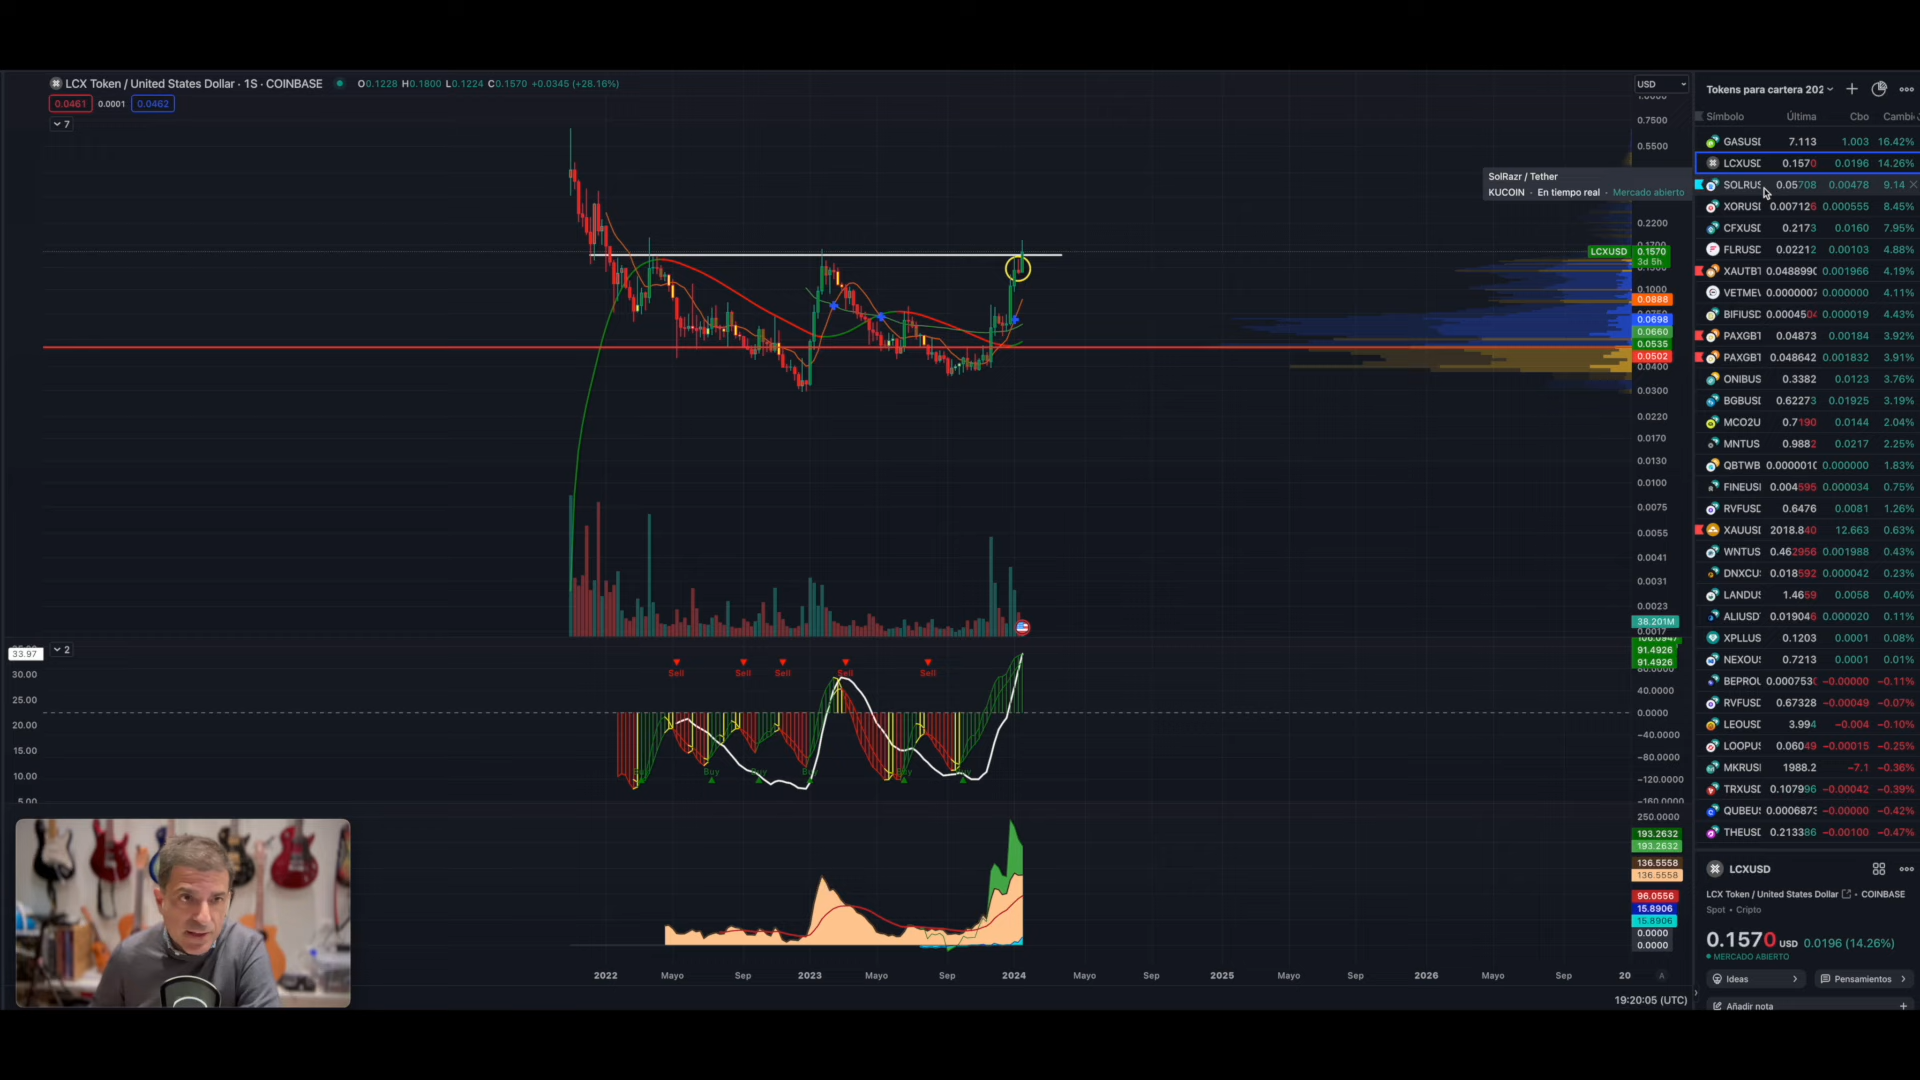 LCX Token / United States Dollar · 1S · COINBASE O0.1228 H0.1800 L0.1224 C0.1570 +0.0345 (+28.16%)
0.0461 0.0001 0.0462
7
USD
1.0000
0.7500
0.5500
0.2200
LCXUSD 0.1570
3d 5h
0.1000
0.0888
0.0698
0.0660
0.0535
0.0502
0.0400
0.0300
0.0220
0.0170
0.0130
0.0100
0.0075
0.0055
0.0041
0.0031
0.0023
38.201M
0.0017
SolRazr / Tether
KUCOIN · En tiempo real · Mercado abierto
2
33.97
30.00
25.00
20.00
15.00
10.00
5.00
Sell Sell Sell Sell Sell
Buy
91.4926
91.4926
40.0000
0.0000
−40.0000
−80.0000
−120.0000
−160.0000
250.0000
193.2632
193.2632
136.5558
136.5558
96.0556
15.8906
15.8906
0.0000
0.0000
2022 Mayo Sep 2023 Mayo Sep 2024 Mayo Sep 2025 Mayo Sep 2026 Mayo Sep 20 A
19:20:05 (UTC)
Tokens para cartera 202
Símbolo Última Cbo Cambi
GASUSD 7.113 1.003 16.42%
LCXUSD 0.1570 0.0196 14.26%
SOLRUS 0.05708 0.00478 9.14
XORUSD 0.007126 0.000555 8.45%
CFXUSD 0.2173 0.0160 7.95%
FLRUSD 0.02212 0.00103 4.88%
XAUTBT 0.048899 0.001966 4.19%
VETMEV 0.0000007 0.000000 4.11%
BIFIUSD 0.000450 0.000019 4.43%
PAXGBT 0.04873 0.00184 3.92%
PAXGBT 0.048642 0.001832 3.91%
ONIBUS 0.3382 0.0123 3.76%
BGBUSD 0.62273 0.01925 3.19%
MCO2U 0.7190 0.0144 2.04%
MNTUS 0.9882 0.0217 2.25%
QBTWB 0.000001 0.000000 1.83%
FINEUS 0.004595 0.000034 0.75%
RVFUSD 0.6476 0.0081 1.26%
XAUUSD 2018.840 12.663 0.63%
WNTUS 0.462956 0.001988 0.43%
DNXCU 0.018592 0.000042 0.23%
LANDUS 1.4659 0.0058 0.40%
ALIUSDT 0.019046 0.000020 0.11%
XPLLUS 0.1203 0.0001 0.08%
NEXOUS 0.7213 0.0001 0.01%
BEPROU 0.000753 −0.00000 −0.11%
RVFUSD 0.67328 −0.00049 −0.07%
LEOUSD 3.994 −0.004 −0.10%
LOOPUS 0.06049 −0.00015 −0.25%
MKRUS 1988.2 −7.1 −0.36%
TRXUSD 0.107996 −0.00042 −0.39%
QUBEUS 0.0006873 −0.00000 −0.42%
THEUSD 0.213386 −0.00100 −0.47%
LCXUSD
LCX Token / United States Dollar • COINBASE
Spot • Cripto
0.1570 USD 0.0196 (14.26%)
MERCADO ABIERTO
Ideas Pensamientos
Añadir nota